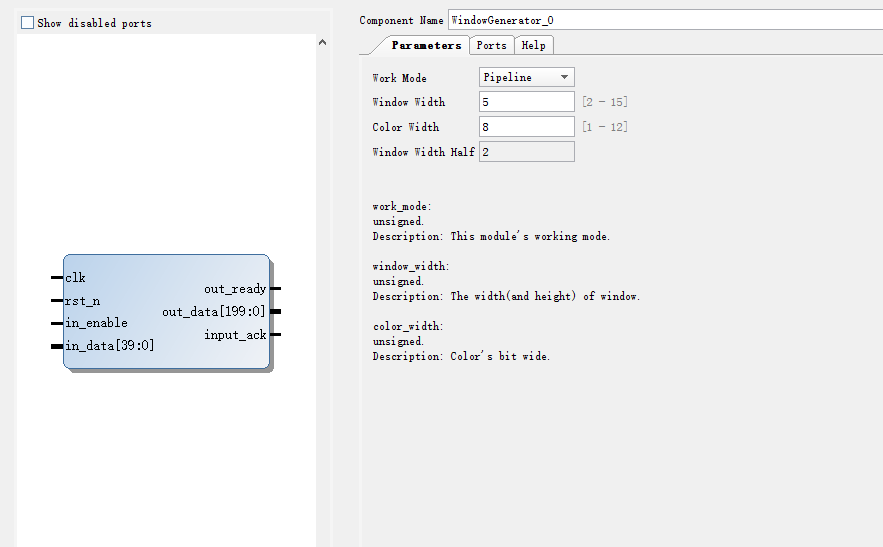 Show disabled ports
clk
rst_n
in_enable
in_data[39:0]
out_ready
out_data[199:0]
input_ack
Component Name WindowGenerator_0
Parameters Ports Help
Work Mode Pipeline
Window Width 5 [2 - 15]
Color Width 8 [1 - 12]
Window Width Half 2
work_mode:
unsigned.
Description: This module's working mode.
window_width:
unsigned.
Description: The width(and height) of window.
color_width:
unsigned.
Description: Color's bit wide.